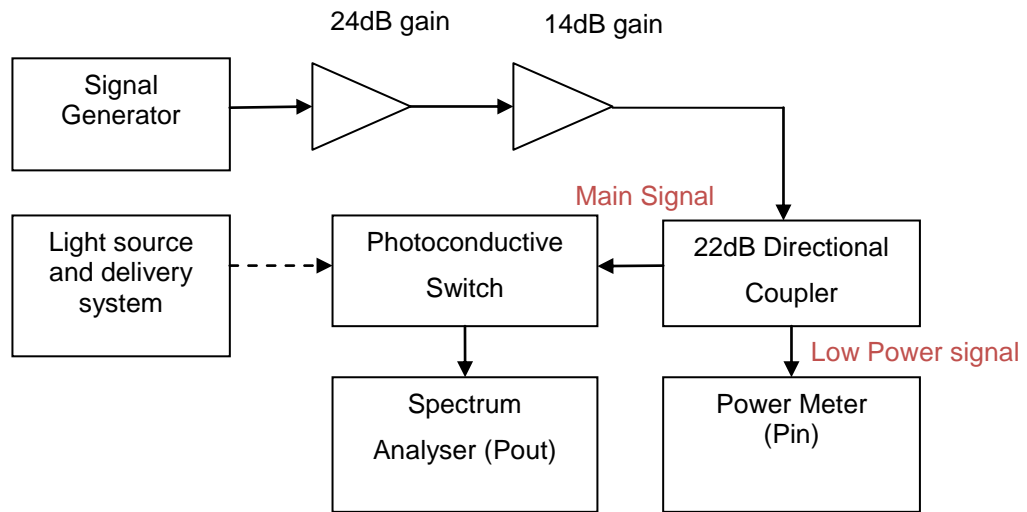 24dB gain
14dB gain
Signal
Generator
Main Signal
Light source
and delivery
system
Photoconductive
Switch
22dB Directional
Coupler
Low Power signal
Spectrum
Analyser (Pout)
Power Meter
(Pin)